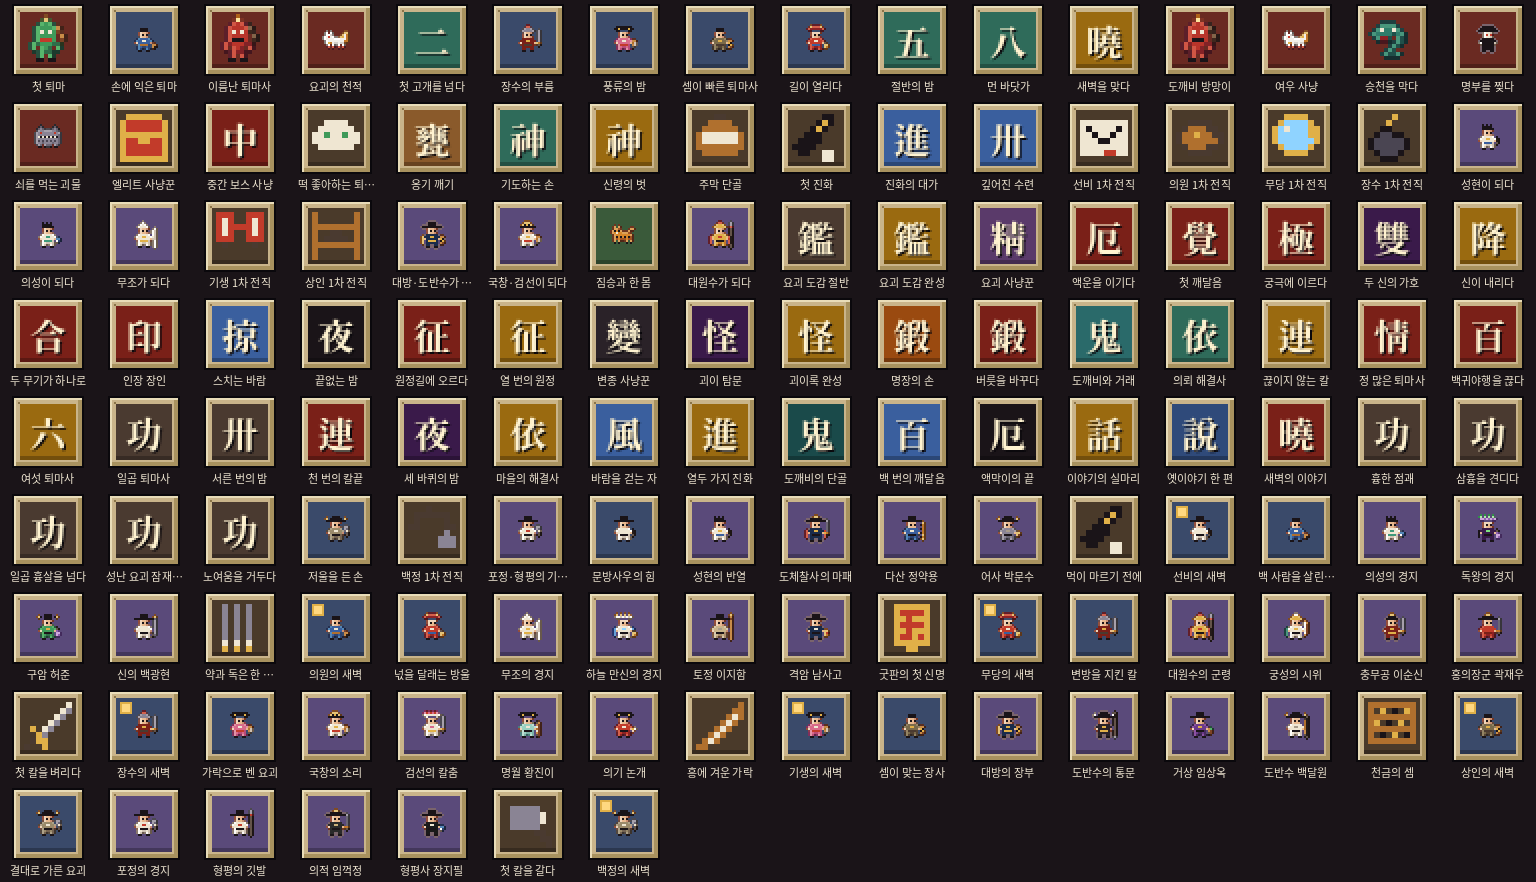 二 五 八 曉
첫 퇴마 손에 익은 퇴마 이름난 퇴마사 요괴의 천적 첫 고개를 넘다 장수의 부름 풍류의 밤 셈이 빠른 퇴마사 길이 열리다 절반의 밤 먼 바닷가 새벽을 맞다 도깨비 방망이 여우 사냥 승천을 막다 명부를 찢다
中 甕 神 神 進 卅
쇠를 먹는 괴물 엘리트 사냥꾼 중간 보스 사냥 떡 좋아하는 퇴… 옹기 깨기 기도하는 손 신령의 벗 주막 단골 첫 진화 진화의 대가 깊어진 수련 선비 1차 전직 의원 1차 전직 무당 1차 전직 장수 1차 전직 성현이 되다
鑑 鑑 精 厄 覺 極 雙 降
의성이 되다 무조가 되다 기생 1차 전직 상인 1차 전직 대방·도반수가 … 국창·검선이 되다 짐승과 한 몸 대원수가 되다 요괴 도감 절반 요괴 도감 완성 요괴 사냥꾼 액운을 이기다 첫 깨달음 궁극에 이르다 두 신의 가호 신이 내리다
合 印 掠 夜 征 征 變 怪 怪 鍛 鍛 鬼 依 連 情 百
두 무기가 하나로 인장 장인 스치는 바람 끝없는 밤 원정길에 오르다 열 번의 원정 변종 사냥꾼 괴이 탐문 괴이록 완성 명장의 손 버릇을 바꾸다 도깨비와 거래 의뢰 해결사 끊이지 않는 칼 정 많은 퇴마사 백귀야행을 끊다
六 功 卅 連 夜 依 風 進 鬼 百 厄 話 說 曉 功 功
여섯 퇴마사 일곱 퇴마사 서른 번의 밤 천 번의 칼끝 세 바퀴의 밤 마을의 해결사 바람을 걷는 자 열두 가지 진화 도깨비의 단골 백 번의 깨달음 액막이의 끝 이야기의 실마리 옛이야기 한 편 새벽의 이야기 흉한 점괘 삼흉을 견디다
功 功 功
일곱 흉살을 넘다 성난 요괴 잠재… 노여움을 거두다 저울을 든 손 백정 1차 전직 포정·형평의 기… 문방사우의 힘 성현의 반열 도체찰사의 마패 다산 정약용 어사 박문수 먹이 마르기 전에 선비의 새벽 백 사람을 살린… 의성의 경지 독왕의 경지
구암 허준 신의 백광현 약과 독은 한 … 의원의 새벽 넋을 달래는 방울 무조의 경지 하늘 만신의 경지 토정 이지함 격암 남사고 굿판의 첫 신명 무당의 새벽 변방을 지킨 칼 대원수의 군령 궁성의 시위 충무공 이순신 홍의장군 곽재우
첫 칼을 벼리다 장수의 새벽 가락으로 벤 요괴 국창의 소리 검선의 칼춤 명월 황진이 의기 논개 흥에 겨운 가락 기생의 새벽 셈이 맞는 장사 대방의 장부 도반수의 통문 거상 임상옥 도반수 백달원 천금의 셈 상인의 새벽
결대로 가른 요괴 포정의 경지 형평의 깃발 의적 임꺽정 형평사 장지필 첫 칼을 갈다 백정의 새벽